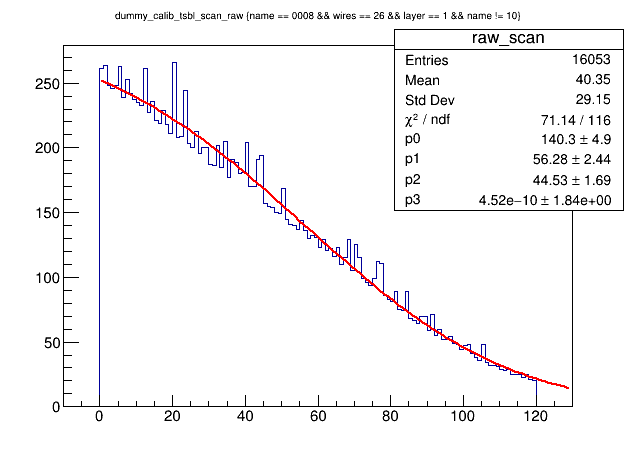 dummy_calib_tsbl_scan_raw {name == 0008 && wires == 26 && layer == 1 && name != 10}
raw_scan
Entries 16053
Mean 40.35
Std Dev 29.15
χ² / ndf 71.14 / 116
p0 140.3 ± 4.9
p1 56.28 ± 2.44
p2 44.53 ± 1.69
p3 4.52e−10 ± 1.84e+00
250
200
150
100
50
0
0 20 40 60 80 100 120